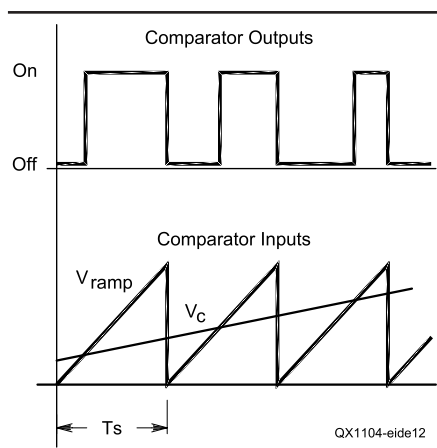 Comparator Outputs
On
Off
Comparator Inputs
Vramp
Vc
Ts
QX1104-eide12